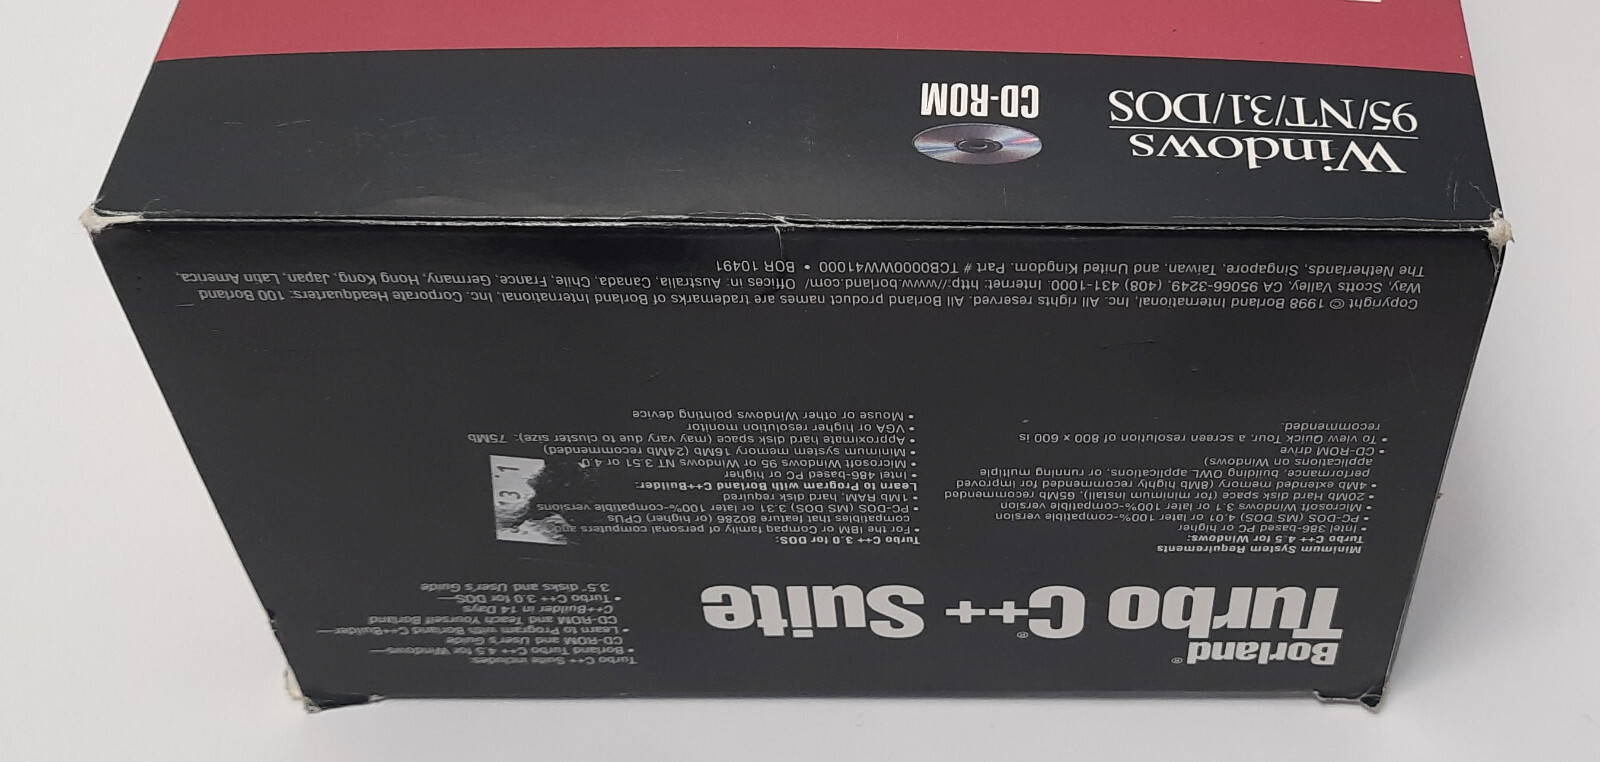 Borland®
Turbo C++® Suite
Turbo C++ Suite includes:
• Borland Turbo C++ 4.5 for Windows—
CD-ROM and User's Guide
• Learn to Program with Borland C++Builder—
CD-ROM and Teach Yourself Borland
C++Builder in 14 Days
• Turbo C++ 3.0 for DOS—
3.5" disks and User's Guide
Minimum System Requirements
Turbo C++ 4.5 for Windows:
• Intel 386-based PC or higher
• PC-DOS (MS DOS) 4.01 or later 100%-compatible version
• Microsoft Windows 3.1 or later 100%-compatible version
• 20MB Hard disk space (for minimum install), 65Mb recommended
• 4Mb extended memory (8Mb highly recommended for improved
performance, building OWL applications, or running multiple
applications on Windows)
• CD-ROM drive
• To view Quick Tour, a screen resolution of 800 x 600 is
recommended.
Turbo C++ 3.0 for DOS:
• For the IBM or Compaq family of personal computers and
compatibles that feature 80286 (or higher) CPUs
• PC-DOS (MS DOS) 3.31 or later 100%-compatible versions
• 1Mb RAM; hard disk required
Learn to Program with Borland C++Builder:
• Intel 486-based PC or higher
• Microsoft Windows 95 or Windows NT 3.51 or 4.0
• Minimum system memory 16Mb (24Mb recommended)
• Approximate hard disk space (may vary due to cluster size): 75Mb
• VGA or higher resolution monitor
• Mouse or other Windows pointing device
Copyright © 1998 Borland International, Inc. All rights reserved. All Borland product names are trademarks of Borland International, Inc. Corporate Headquarters: 100 Borland
Way, Scotts Valley, CA 95066-3249, (408) 431-1000. Internet: http://www.borland.com/ Offices in: Australia, Canada, Chile, France, Germany, Hong Kong, Japan, Latin America,
The Netherlands, Singapore, Taiwan, and United Kingdom. Part # TCB0000WW41000 • BOR 10491
Windows
95/NT/3.1/DOS
CD-ROM